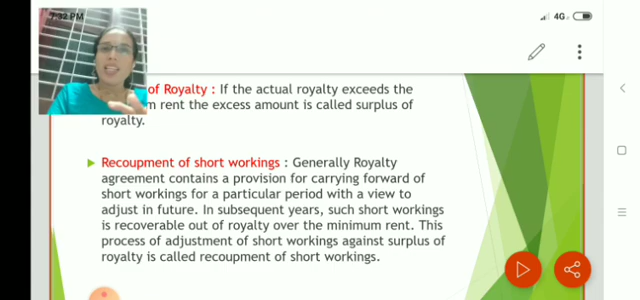 7:32 PM
4G
of Royalty : If the actual royalty exceeds the
rent the excess amount is called surplus of
royalty.
Recoupment of short workings : Generally Royalty
agreement contains a provision for carrying forward of
short workings for a particular period with a view to
adjust in future. In subsequent years, such short workings
is recoverable out of royalty over the minimum rent. This
process of adjustment of short workings against surplus of
royalty is called recoupment of short workings.